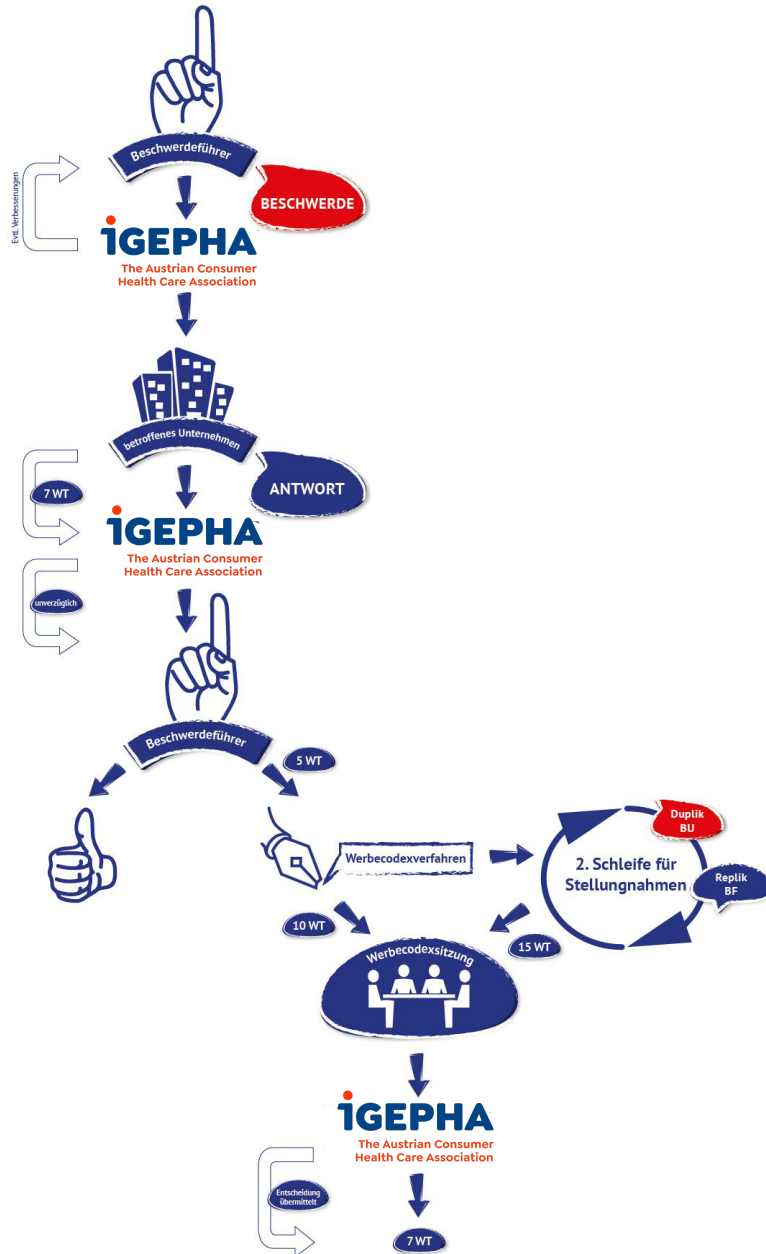 Beschwerdeführer
BESCHWERDE
Evtl. Verbesserungen
iGEPHA
The Austrian Consumer
Health Care Association
betroffenes Unternehmen
ANTWORT
7 WT
iGEPHA
The Austrian Consumer
Health Care Association
unverzüglich
Beschwerdeführer
5 WT
Werbecodexverfahren
2. Schleife für
Stellungnahmen
Duplik
BU
Replik
BF
10 WT
15 WT
Werbecodexsitzung
iGEPHA
The Austrian Consumer
Health Care Association
Entscheidung
übermittelt
7 WT